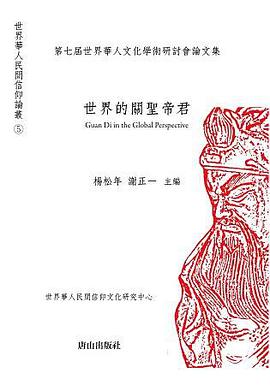 世界華人民間信仰論叢
⑤
第七屆世界華人文化學術研討會論文集
世界的關聖帝君
Guan Di in the Global Perspective
楊松年 謝正一 主編
世界華人民間信仰文化研究中心
唐山出版社